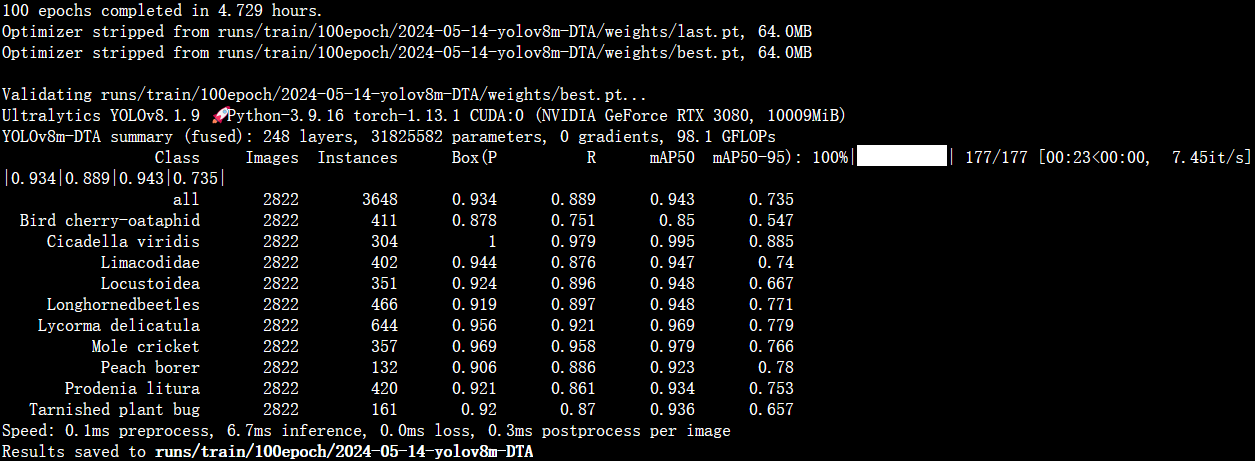 100 epochs completed in 4.729 hours.
Optimizer stripped from runs/train/100epoch/2024-05-14-yolov8m-DTA/weights/last.pt, 64.0MB
Optimizer stripped from runs/train/100epoch/2024-05-14-yolov8m-DTA/weights/best.pt, 64.0MB
Validating runs/train/100epoch/2024-05-14-yolov8m-DTA/weights/best.pt...
Ultralytics YOLOv8.1.9 🚀Python-3.9.16 torch-1.13.1 CUDA:0 (NVIDIA GeForce RTX 3080, 10009MiB)
YOLOv8m-DTA summary (fused): 248 layers, 31825582 parameters, 0 gradients, 98.1 GFLOPs
Class Images Instances Box(P R mAP50 mAP50-95): 100%|██████████| 177/177 [00:23<00:00, 7.45it/s]
|0.934|0.889|0.943|0.735|
all 2822 3648 0.934 0.889 0.943 0.735
Bird cherry-oataphid 2822 411 0.878 0.751 0.85 0.547
Cicadella viridis 2822 304 1 0.979 0.995 0.885
Limacodidae 2822 402 0.944 0.876 0.947 0.74
Locustoidea 2822 351 0.924 0.896 0.948 0.667
Longhornedbeetles 2822 466 0.919 0.897 0.948 0.771
Lycorma delicatula 2822 644 0.956 0.921 0.969 0.779
Mole cricket 2822 357 0.969 0.958 0.979 0.766
Peach borer 2822 132 0.906 0.886 0.923 0.78
Prodenia litura 2822 420 0.921 0.861 0.934 0.753
Tarnished plant bug 2822 161 0.92 0.87 0.936 0.657
Speed: 0.1ms preprocess, 6.7ms inference, 0.0ms loss, 0.3ms postprocess per image
Results saved to runs/train/100epoch/2024-05-14-yolov8m-DTA